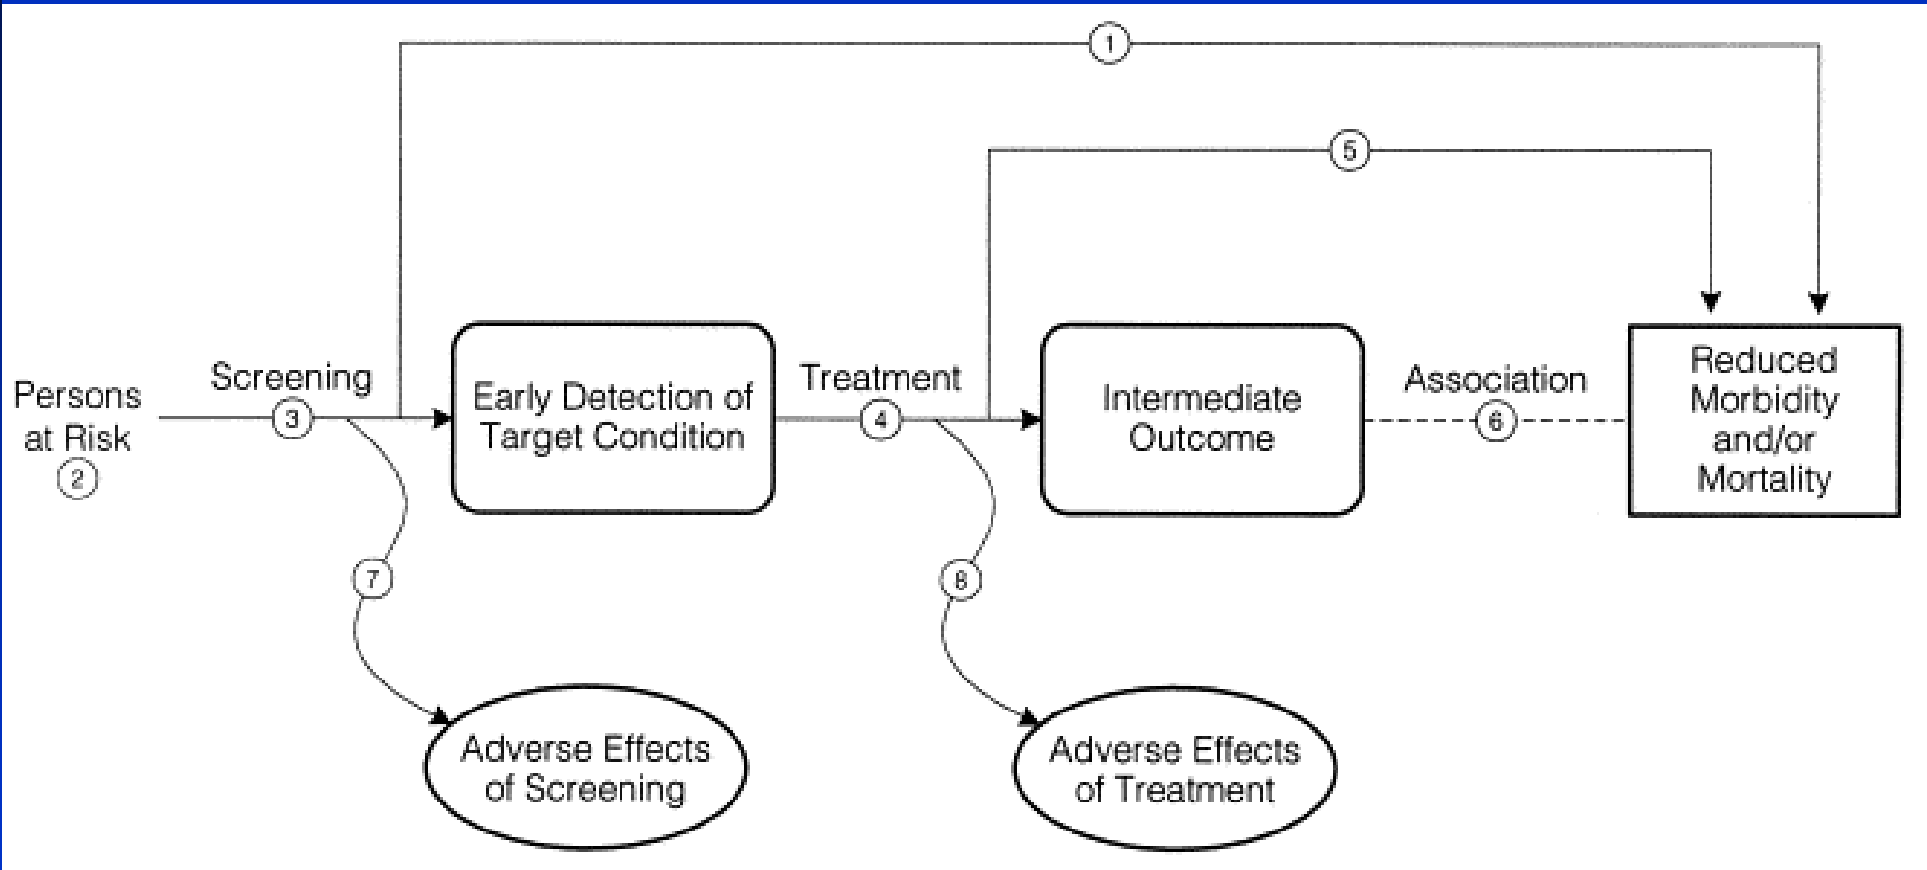 1
5
Screening
3
Persons
at Risk
2
Early Detection of
Target Condition
Treatment
4
Intermediate
Outcome
Association
6
Reduced
Morbidity
and/or
Mortality
7
8
Adverse Effects
of Screening
Adverse Effects
of Treatment